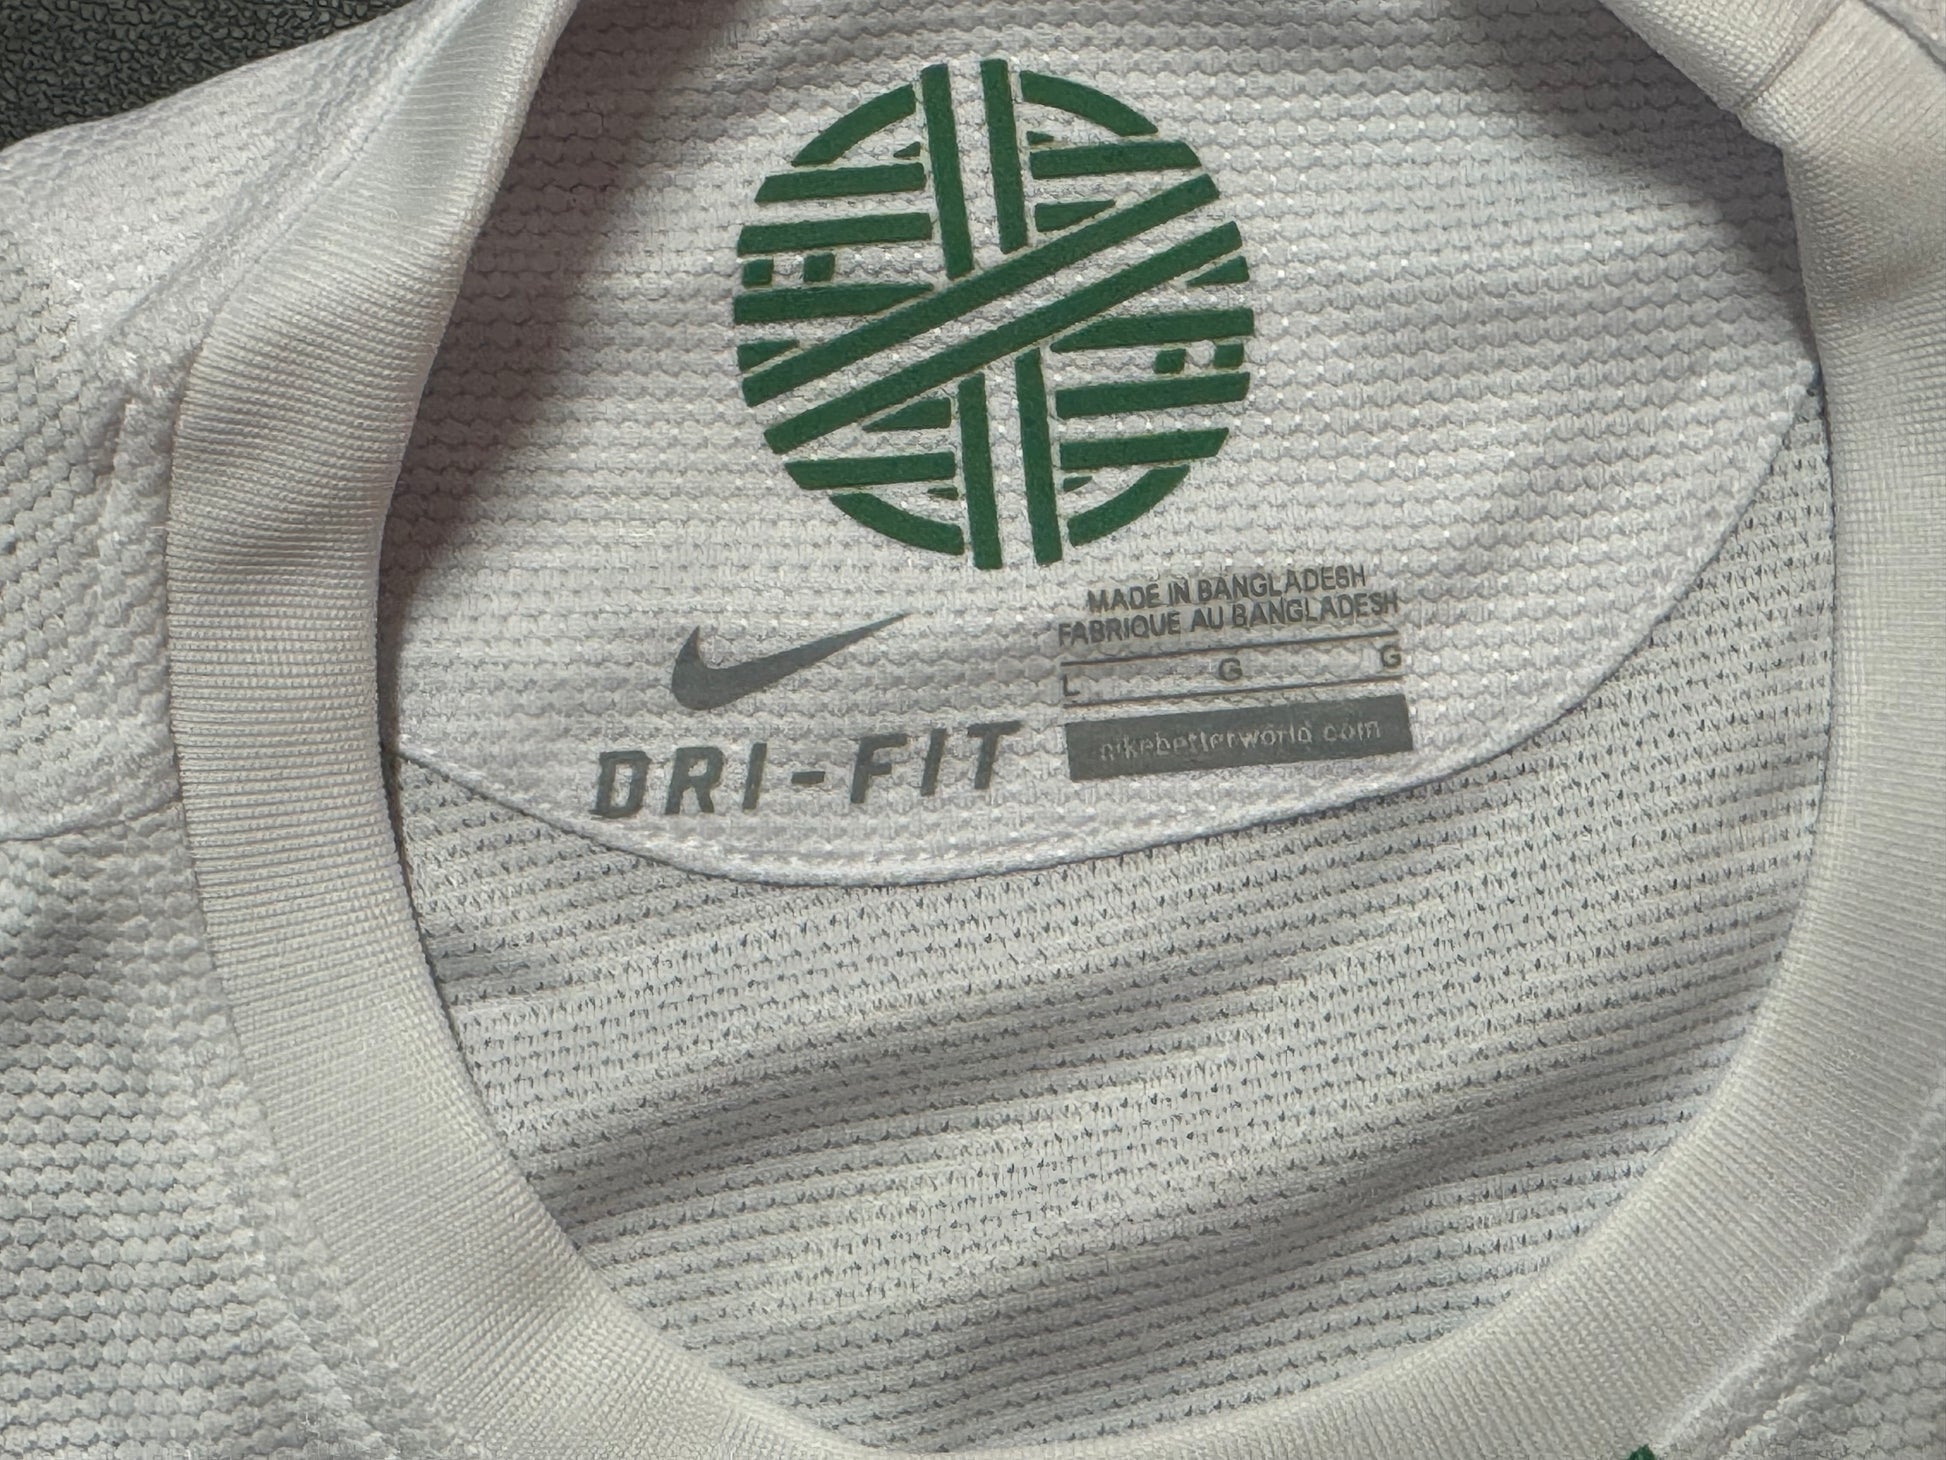 MADE IN BANGLADESH
FABRIQUE AU BANGLADESH
L G G
DRI-FIT
nikebetterworld.com